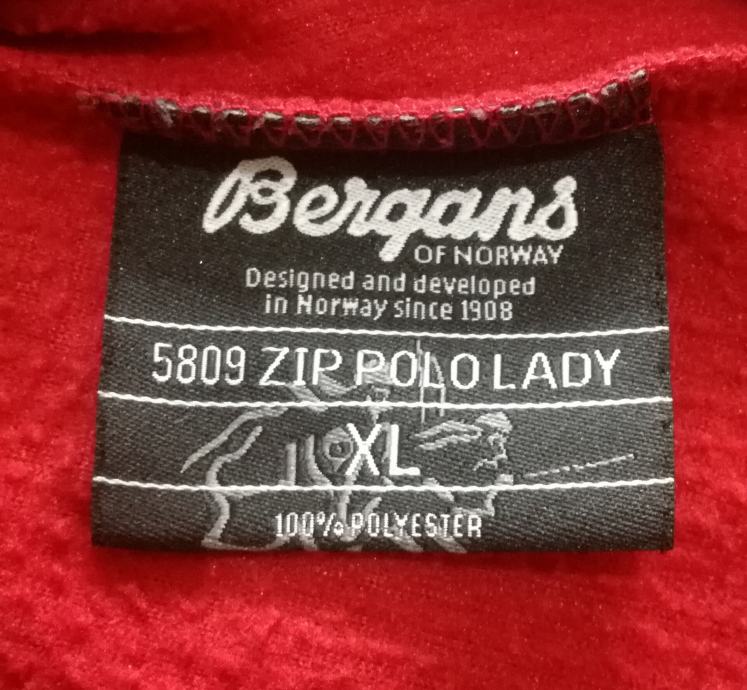 Bergans
OF NORWAY
Designed and developed
in Norway since 1908
5809 ZIP POLO LADY
XL
100% POLYESTER